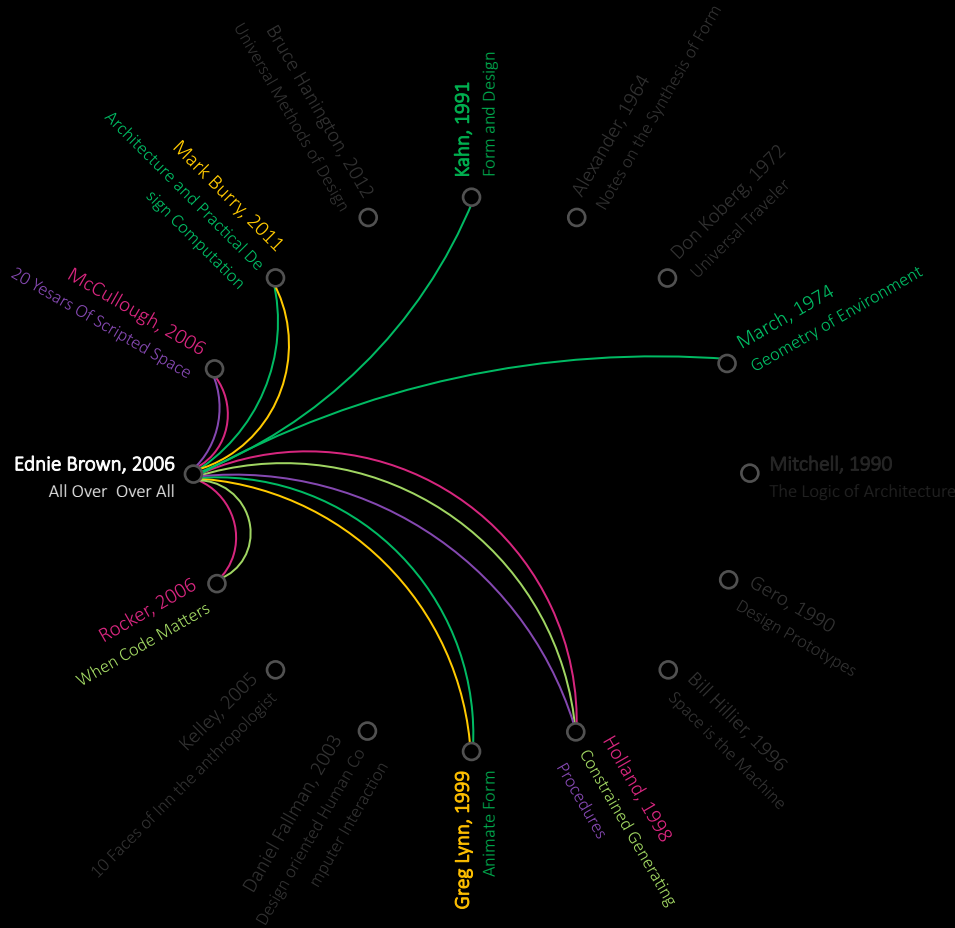 Bruce Hanington, 2012
Universal Methods of Design
Kahn, 1991
Form and Design
Alexander, 1964
Notes on the Synthesis of Form
Don Koberg, 1972
Universal Traveler
March, 1974
Geometry of Environment
Mitchell, 1990
The Logic of Architecture
Gero, 1990
Design Prototypes
Bill Hillier, 1996
Space is the Machine
Holland, 1998
Constrained Generating
Procedures
Greg Lynn, 1999
Animate Form
Daniel Fallman, 2003
Design oriented Human Co
mputer Interaction
Kelley, 2005
10 Faces of Inn the anthropologist
Rocker, 2006
When Code Matters
Ednie Brown, 2006
All Over  Over All
McCullough, 2006
20 Yesars Of Scripted Space
Mark Burry, 2011
Architecture and Practical De
sign Computation